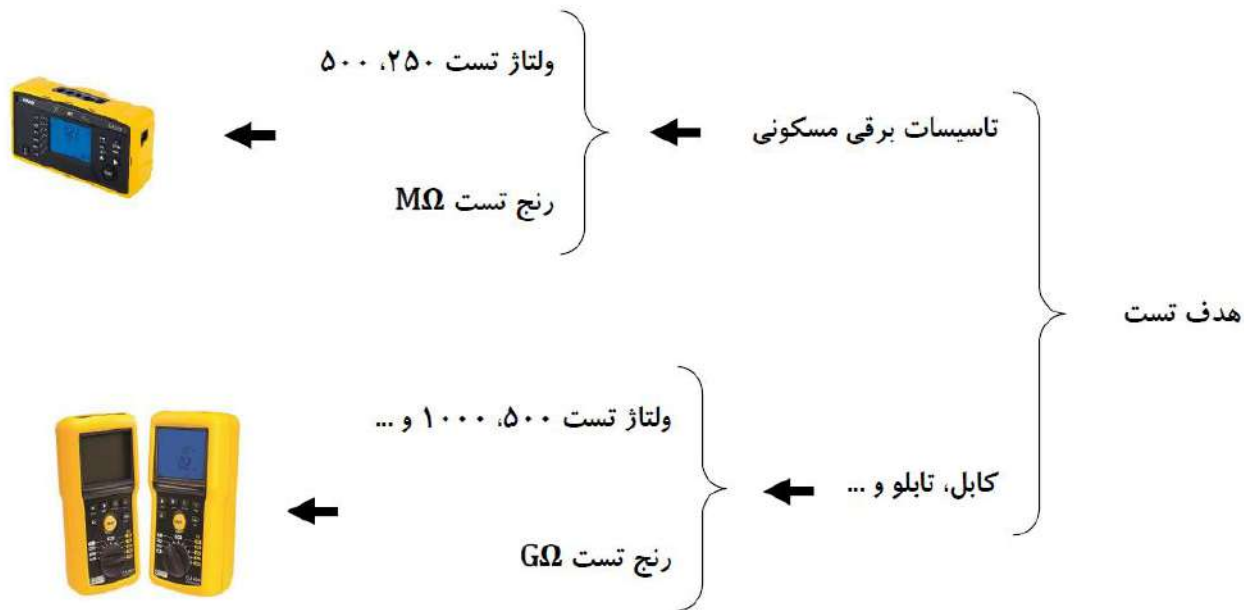 هدف تست
تاسیسات برقی مسکونی
ولتاژ تست ۲۵۰، ۵۰۰
رنج تست MΩ
کابل، تابلو و ...
ولتاژ تست ۵۰۰، ۱۰۰۰ و ...
رنج تست GΩ